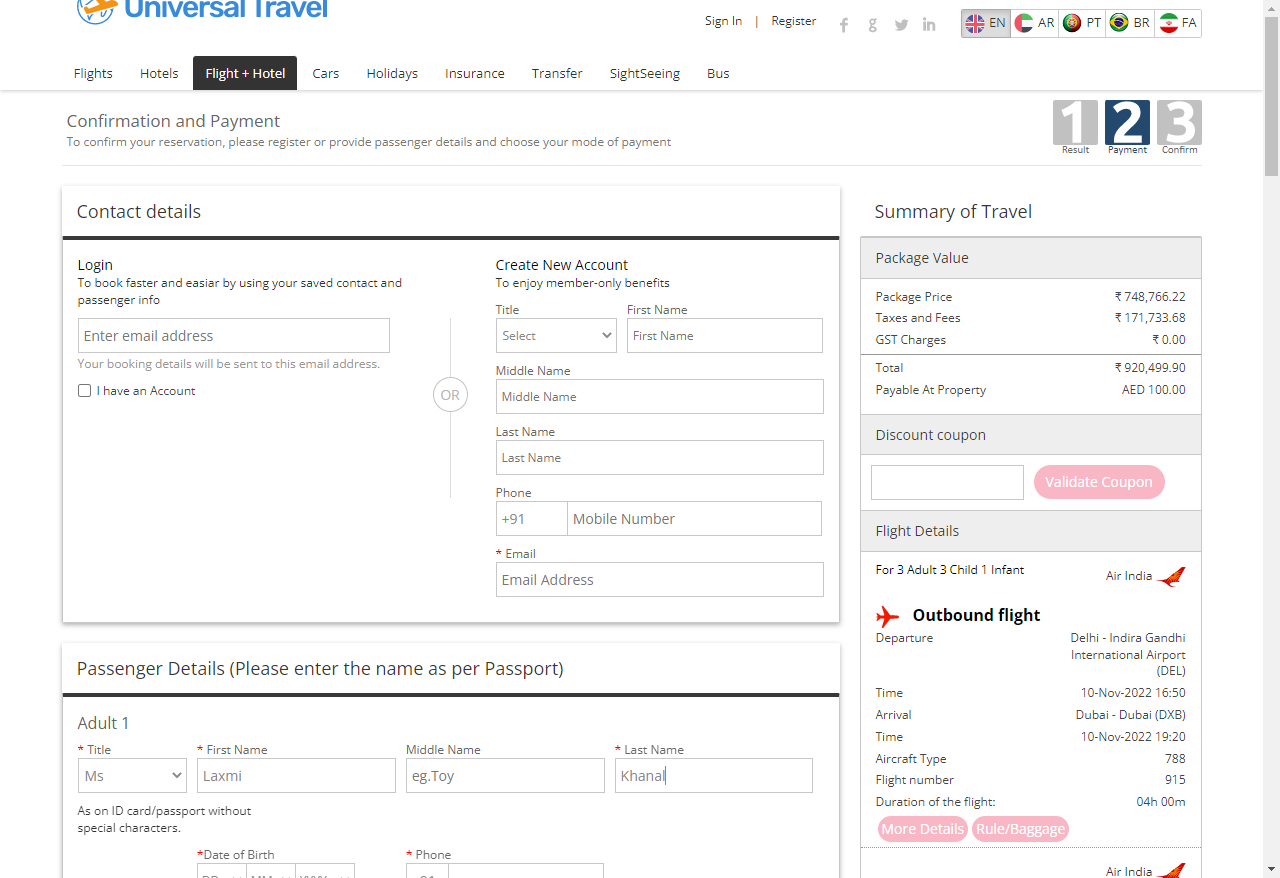 Universal Travel
Sign In | Register
EN AR PT BR FA
Flights Hotels Flight + Hotel Cars Holidays Insurance Transfer SightSeeing Bus
Confirmation and Payment
To confirm your reservation, please register or provide passenger details and choose your mode of payment
1 2 3
Result Payment Confirm
Contact details
Login
To book faster and easiar by using your saved contact and
passenger info
Enter email address
Your booking details will be sent to this email address.
I have an Account
OR
Create New Account
To enjoy member-only benefits
Title First Name
Select First Name
Middle Name
Middle Name
Last Name
Last Name
Phone
+91 Mobile Number
* Email
Email Address
Passenger Details (Please enter the name as per Passport)
Adult 1
* Title * First Name Middle Name * Last Name
Ms Laxmi eg.Toy Khanal
As on ID card/passport without
special characters.
*Date of Birth * Phone
Summary of Travel
Package Value
Package Price ₹ 748,766.22
Taxes and Fees ₹ 171,733.68
GST Charges ₹ 0.00
Total ₹ 920,499.90
Payable At Property AED 100.00
Discount coupon
Validate Coupon
Flight Details
For 3 Adult 3 Child 1 Infant Air India
Outbound flight
Departure Delhi - Indira Gandhi
International Airport
(DEL)
Time 10-Nov-2022 16:50
Arrival Dubai - Dubai (DXB)
Time 10-Nov-2022 19:20
Aircraft Type 788
Flight number 915
Duration of the flight: 04h 00m
More Details Rule/Baggage
Air India